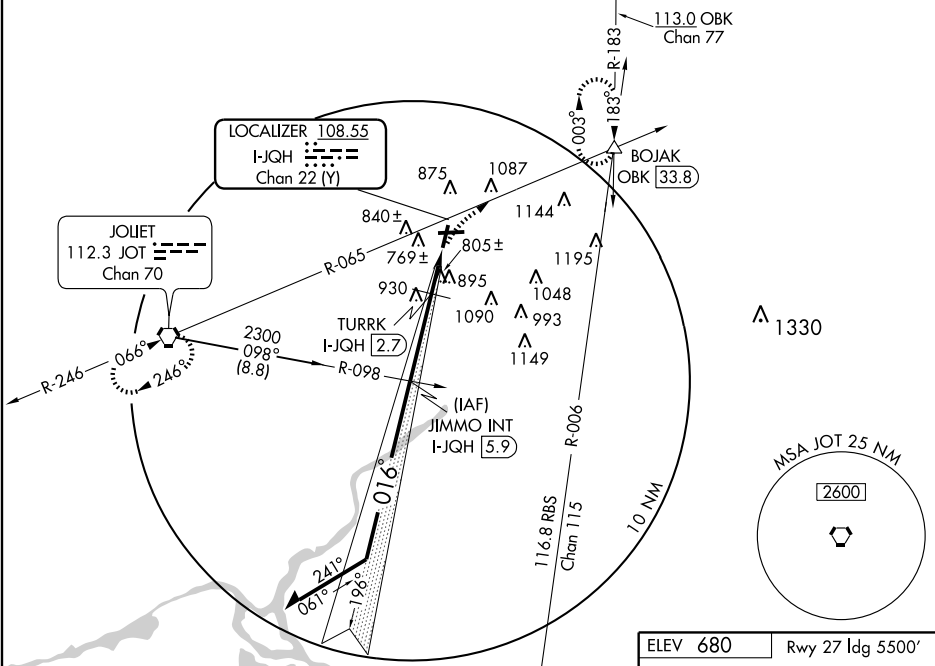 113.0 OBK
Chan 77
R-183
003°
183°
LOCALIZER 108.55
I-JQH
Chan 22 (Y)
BOJAK
OBK 33.8
875
1087
1144
840±
769±
805±
1195
JOLIET
112.3 JOT
Chan 70
R-065
930
895
1048
1090
993
1149
1330
TURRK
I-JQH 2.7
2300
098°
(8.8)
R-098
R-246
066°
246°
(IAF)
JIMMO INT
I-JQH 5.9
R-006
016°
116.8 RBS
Chan 115
10 NM
MSA JOT 25 NM
2600
241°
061°
196°
ELEV 680
Rwy 27 ldg 5500'